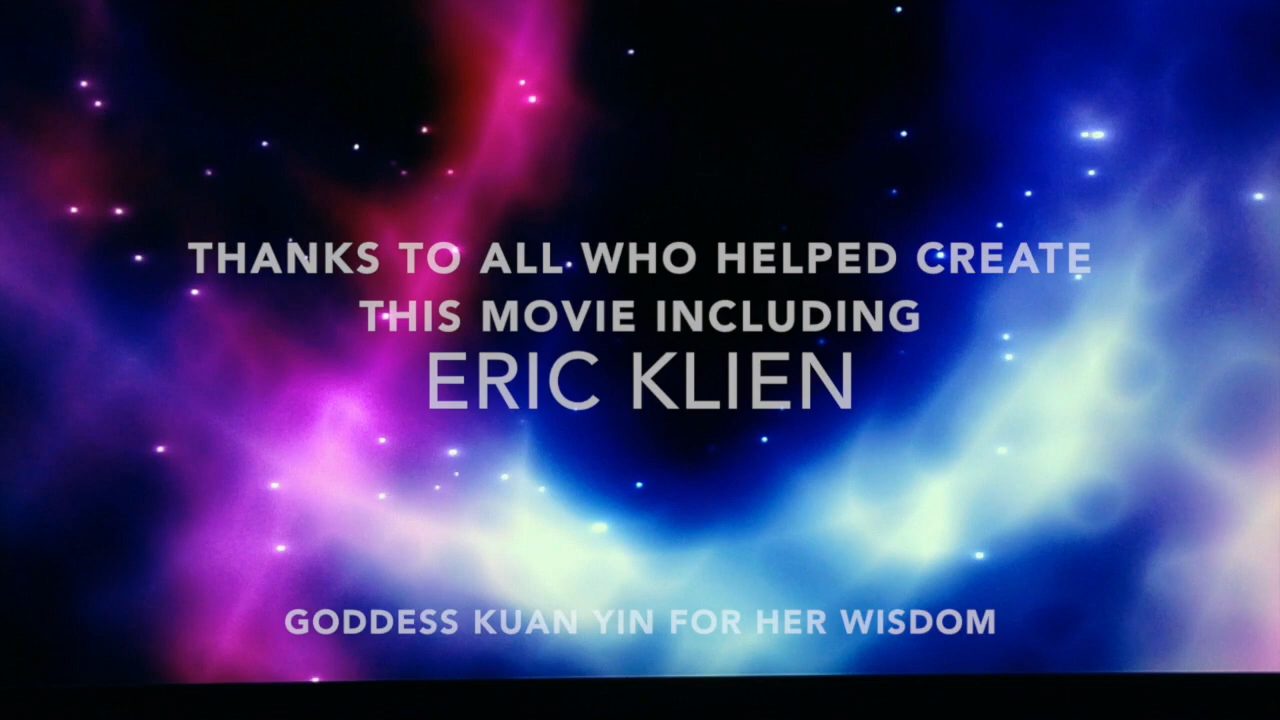 THANKS TO ALL WHO HELPED CREATE
THIS MOVIE INCLUDING
ERIC KLIEN
GODDESS KUAN YIN FOR HER WISDOM